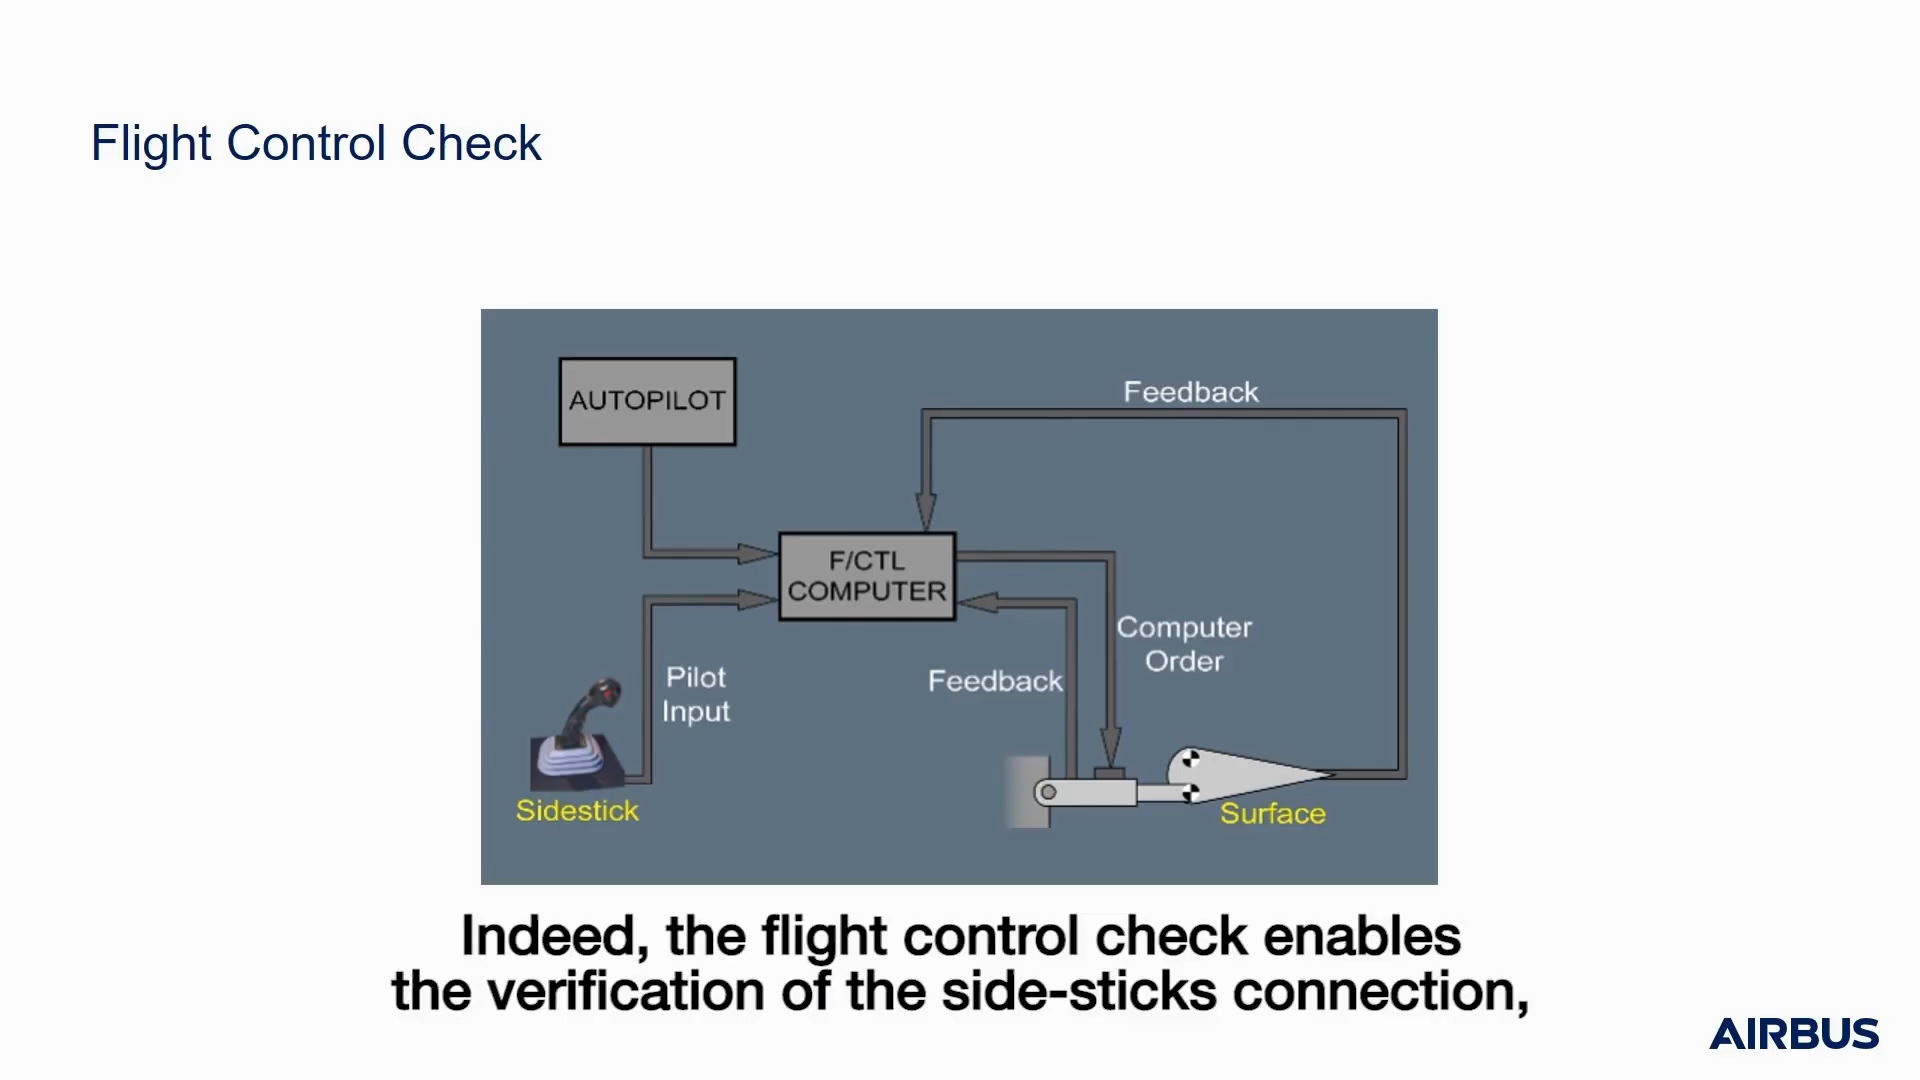 Flight Control Check
AUTOPILOT
Feedback
F/CTL
COMPUTER
Computer
Order
Pilot
Input
Feedback
Sidestick
Surface
Indeed, the flight control check enables
the verification of the side-sticks connection,
AIRBUS